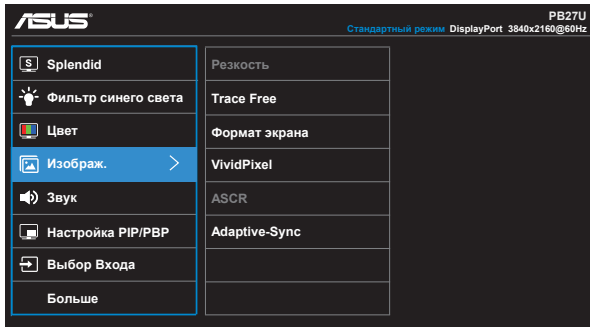 ASUS
PB27U
Стандартный режим DisplayPort 3840x2160@60Hz
S Splendid
Фильтр синего света
Цвет
Изображ.
Звук
Настройка PIP/PBP
Выбор Входа
Больше
Резкость
Trace Free
Формат экрана
VividPixel
ASCR
Adaptive-Sync